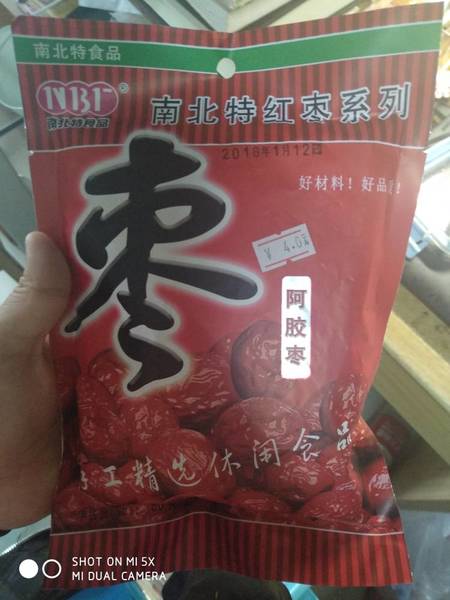 南北特食品
NBT®
南北特食品
南北特红枣系列
2018年1月12日
好材料！好品
枣
¥ 4.0元
阿胶枣
手工精选休闲食品
SHOT ON MI 5X
MI DUAL CAMERA